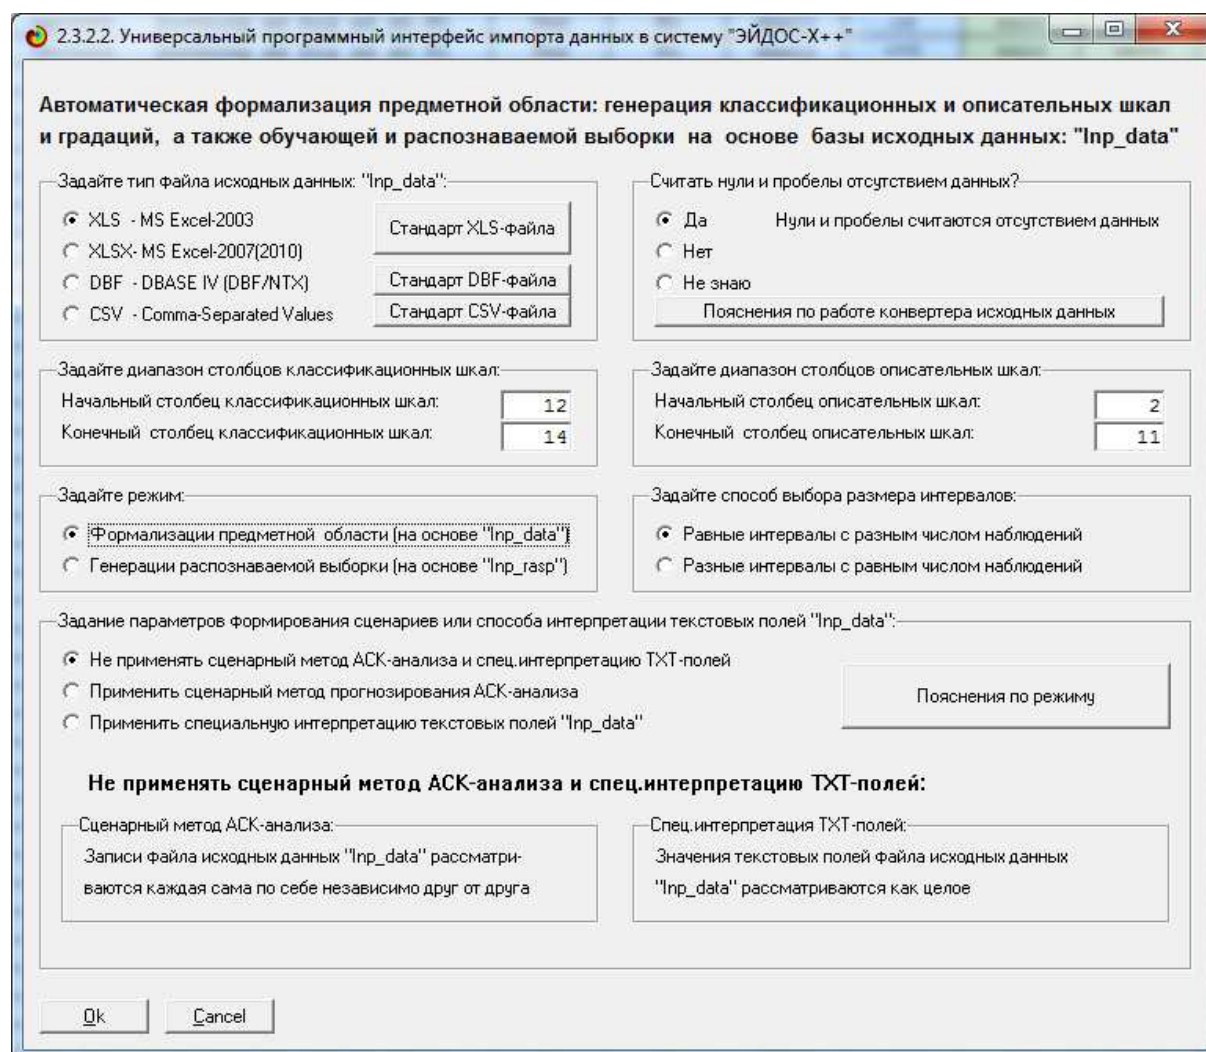 2.3.2.2. Универсальный программный интерфейс импорта данных в систему "ЭЙДОС-Х++"
Автоматическая формализация предметной области: генерация классификационных и описательных шкал
и градаций, а также обучающей и распознаваемой выборки на основе базы исходных данных: "Inp_data"
Задайте тип файла исходных данных: "Inp_data":
XLS - MS Excel-2003
XLSX- MS Excel-2007(2010)
DBF - DBASE IV (DBF/NTX)
CSV - Comma-Separated Values
Стандарт XLS-файла
Стандарт DBF-файла
Стандарт CSV-файла
Считать нули и пробелы отсутствием данных?
Да Нули и пробелы считаются отсутствием данных
Нет
Не знаю
Пояснения по работе конвертера исходных данных
Задайте диапазон столбцов классификационных шкал:
Начальный столбец классификационных шкал: 12
Конечный столбец классификационных шкал: 14
Задайте диапазон столбцов описательных шкал:
Начальный столбец описательных шкал: 2
Конечный столбец описательных шкал: 11
Задайте режим:
Формализации предметной области (на основе "Inp_data")
Генерации распознаваемой выборки (на основе "Inp_rasp")
Задайте способ выбора размера интервалов:
Равные интервалы с разным числом наблюдений
Разные интервалы с равным числом наблюдений
Задание параметров формирования сценариев или способа интерпретации текстовых полей "Inp_data":
Не применять сценарный метод АСК-анализа и спец.интерпретацию TXT-полей
Применить сценарный метод прогнозирования АСК-анализа
Применить специальную интерпретацию текстовых полей "Inp_data"
Пояснения по режиму
Не применять сценарный метод АСК-анализа и спец.интерпретацию TXT-полей:
Сценарный метод АСК-анализа:
Записи файла исходных данных "Inp_data" рассматри-
ваются каждая сама по себе независимо друг от друга
Спец.интерпретация TXT-полей:
Значения текстовых полей файла исходных данных
"Inp_data" рассматриваются как целое
Ok
Cancel